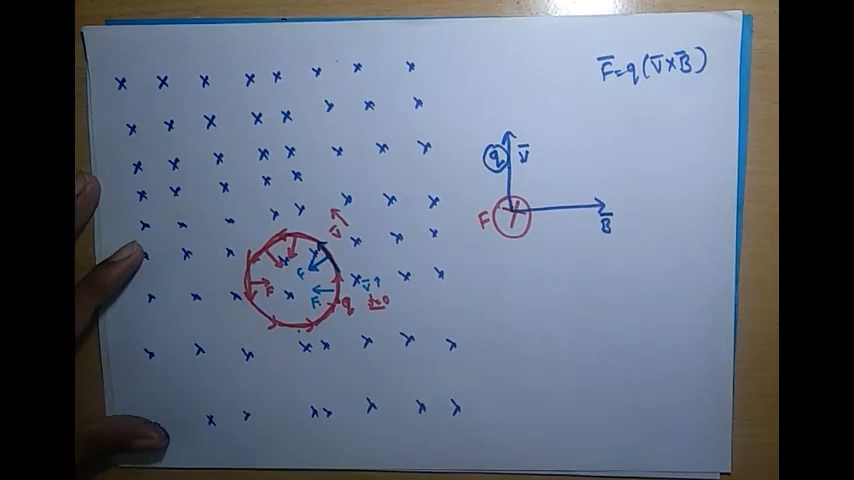 F̅=q(V̅×B̅)
q V̅
F
B̅
V̅
F
F V̅
F q t=0